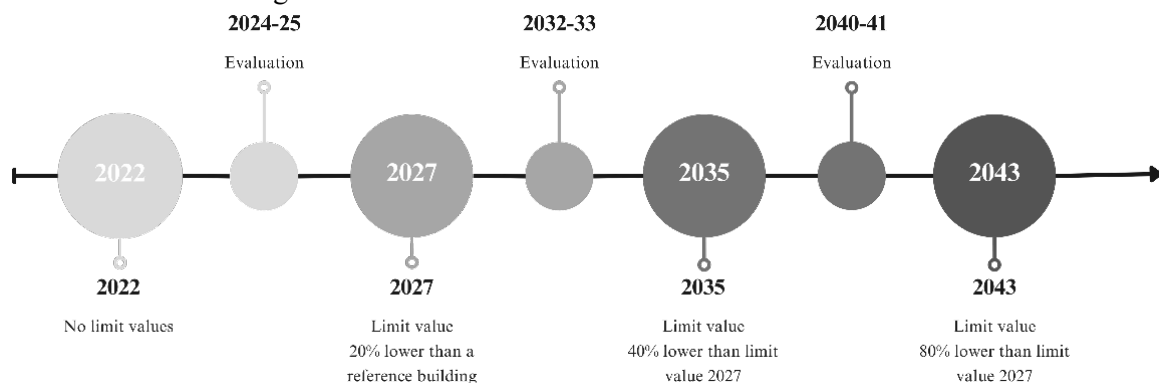 2024-25
2032-33
2040-41
Evaluation
Evaluation
Evaluation
2022
2027
2035
2043
2022
2027
2035
2043
No limit values
Limit value
20% lower than a
reference building
Limit value
40% lower than limit
value 2027
Limit value
80% lower than limit
value 2027